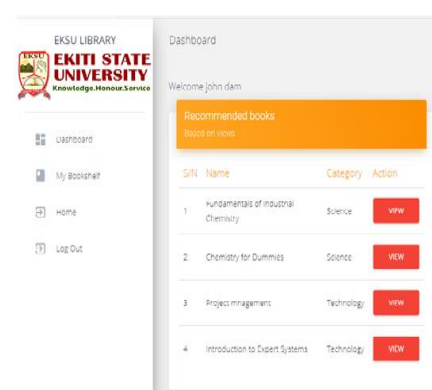 EKSU LIBRARY
EKSU
EKITI STATE
UNIVERSITY
Knowledge.Honour.Service
Dashboard
My Bookshelf
Home
Log Out
Dashboard
Welcome john dam
Recommended books
Based on views
S/N Name Category Action
1 Fundamentals of Industrial
Chemistry Science VIEW
2 Chemistry for Dummies Science VIEW
3 Project mnagement Technology VIEW
4 Introduction to Expert Systems Technology VIEW